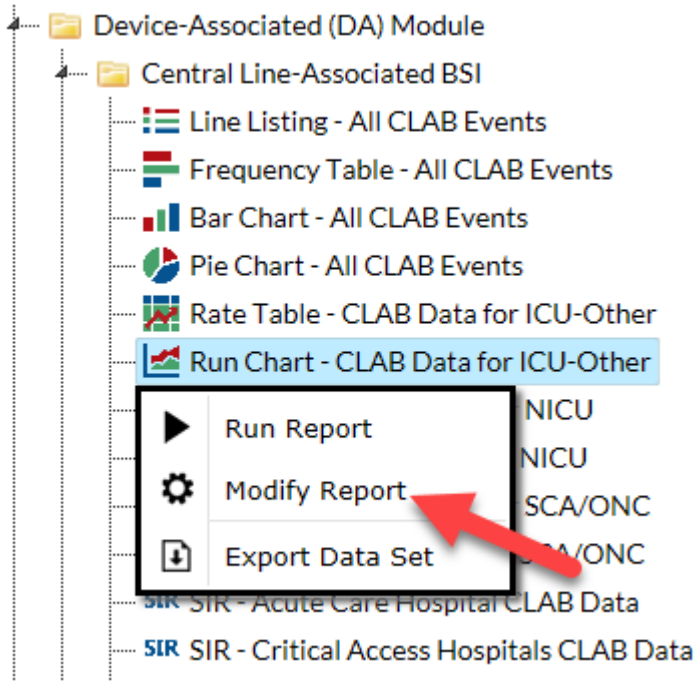 Device-Associated (DA) Module
Central Line-Associated BSI
Line Listing - All CLAB Events
Frequency Table - All CLAB Events
Bar Chart - All CLAB Events
Pie Chart - All CLAB Events
Rate Table - CLAB Data for ICU-Other
Run Chart - CLAB Data for ICU-Other
NICU
Run Report
NICU
Modify Report
SCA/ONC
Export Data Set
SCA/ONC
SIR SIR - Acute Care Hospital CLAB Data
SIR SIR - Critical Access Hospitals CLAB Data